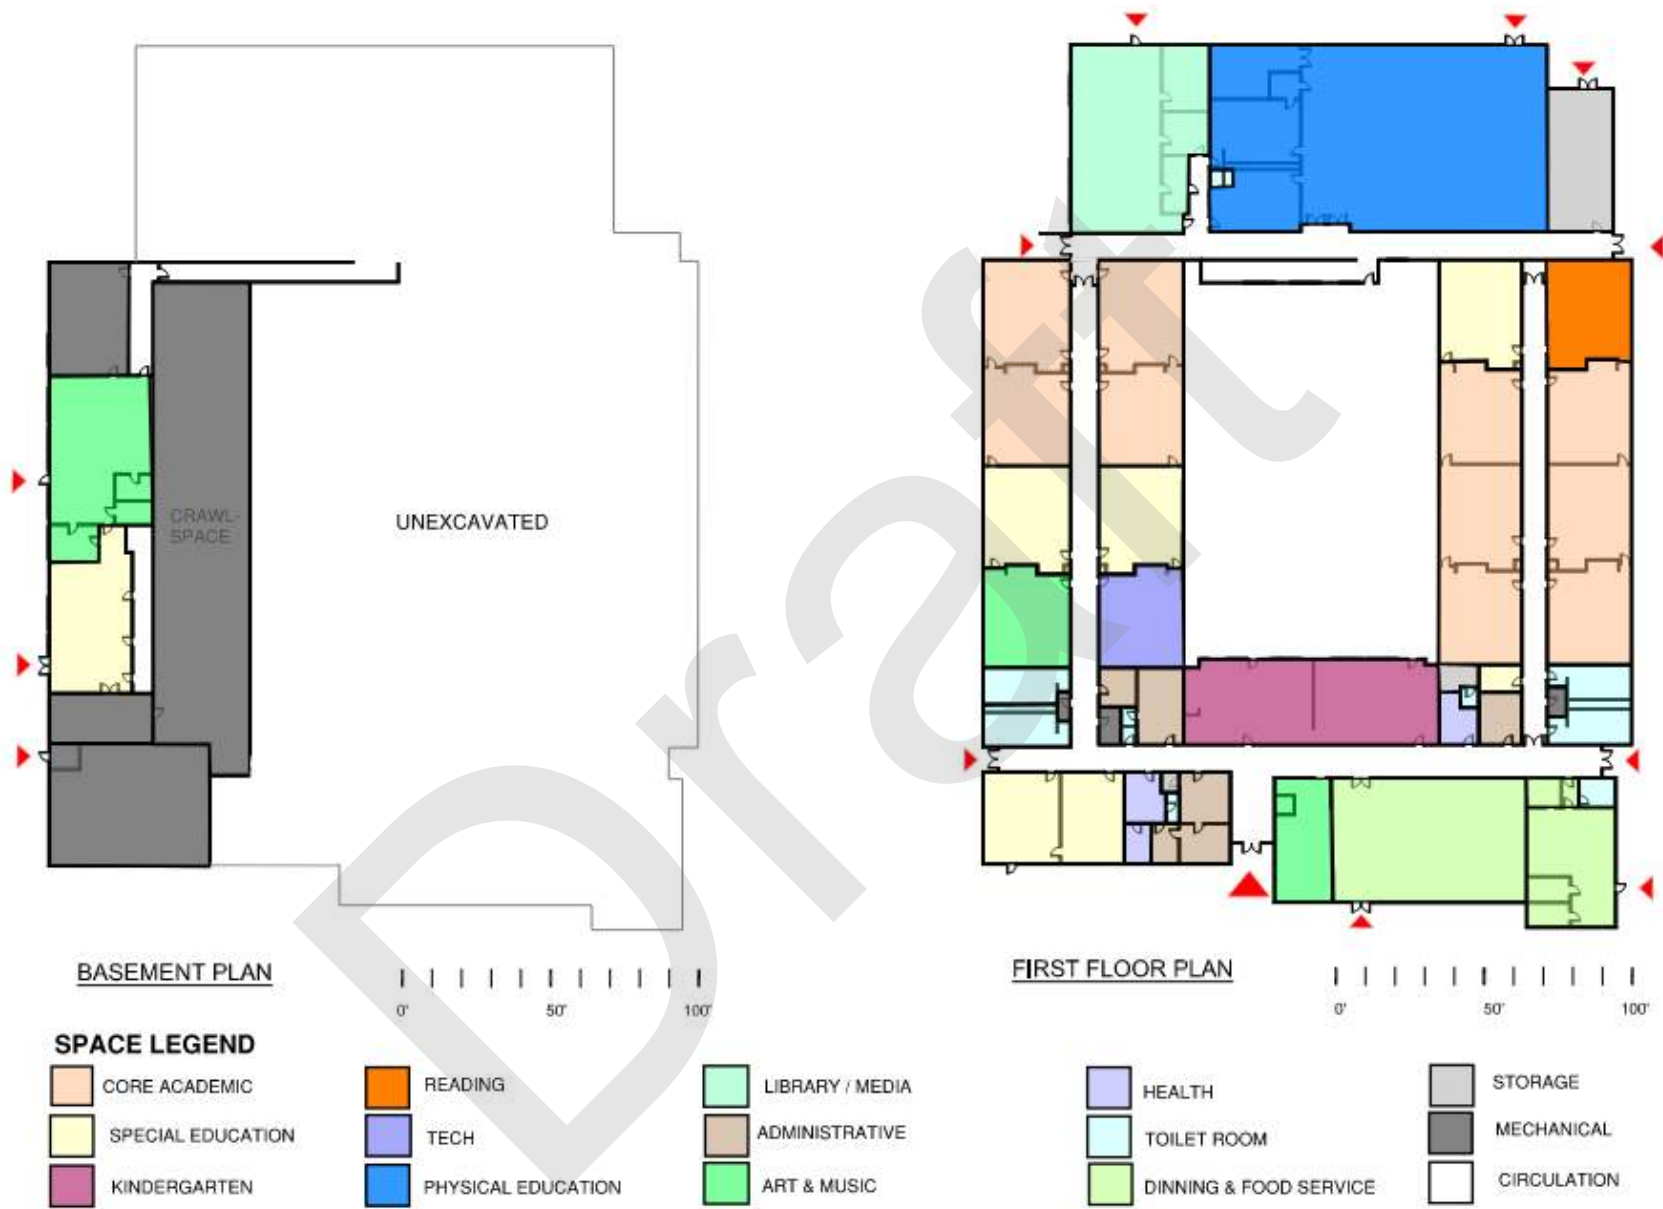 Draft
CRAWL-
SPACE
UNEXCAVATED
BASEMENT PLAN
0' 50' 100'
FIRST FLOOR PLAN
0' 50' 100'
SPACE LEGEND
CORE ACADEMIC
SPECIAL EDUCATION
KINDERGARTEN
READING
TECH
PHYSICAL EDUCATION
LIBRARY / MEDIA
ADMINISTRATIVE
ART & MUSIC
HEALTH
TOILET ROOM
DINNING & FOOD SERVICE
STORAGE
MECHANICAL
CIRCULATION